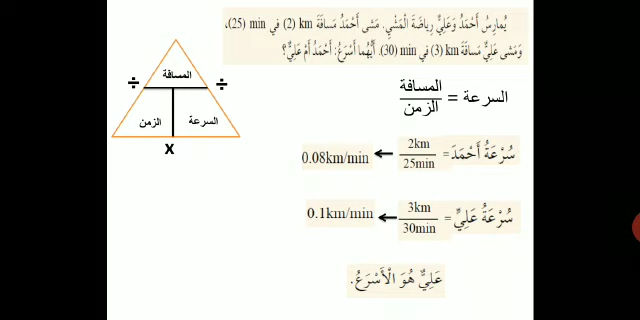 يُمارِسُ أَحْمَدُ وَعَلِيٌّ رِياضَةَ الْمَشْيِ. مَشى أَحْمَدُ مَسافَةَ (2) km في (25) min،
وَمَشى عَلِيٌّ مَسافَةَ (3) km في (30) min. أَيُّهُما أَسْرَعُ: أَحْمَدُ أَمْ عَلِيٌّ؟
المسافة
÷ ÷
الزمن السرعة
x
السرعة = المسافة / الزمن
سُرْعَةُ أَحْمَدَ = 2km / 25min ← 0.08km/min
سُرْعَةُ عَلِيٍّ = 3km / 30min ← 0.1km/min
عَلِيٌّ هُوَ الْأَسْرَعُ.